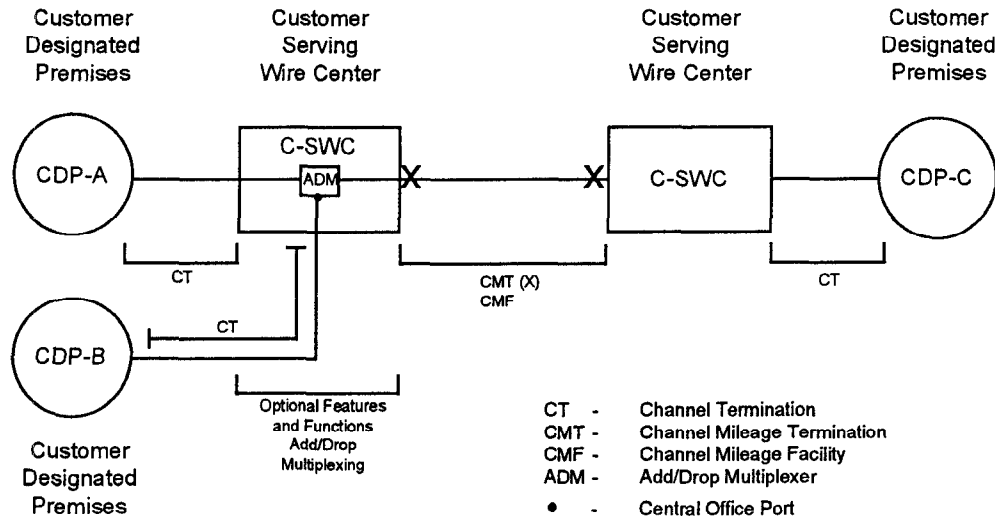 Customer
Designated
Premises
Customer
Serving
Wire Center
Customer
Serving
Wire Center
Customer
Designated
Premises
CDP-A
C-SWC
ADM
X
X
C-SWC
CDP-C
CT
CMT (X)
CMF
CT
CT
CDP-B
Optional Features
and Functions
Add/Drop
Multiplexing
Customer
Designated
Premises
CT - Channel Termination
CMT - Channel Mileage Termination
CMF - Channel Mileage Facility
ADM - Add/Drop Multiplexer
• - Central Office Port